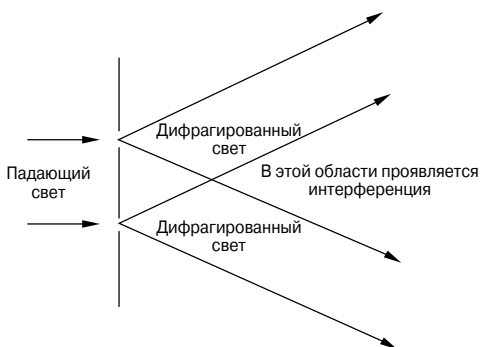 Дифрагированный
свет
Падающий
свет
В этой области проявляется
интерференция
Дифрагированный
свет